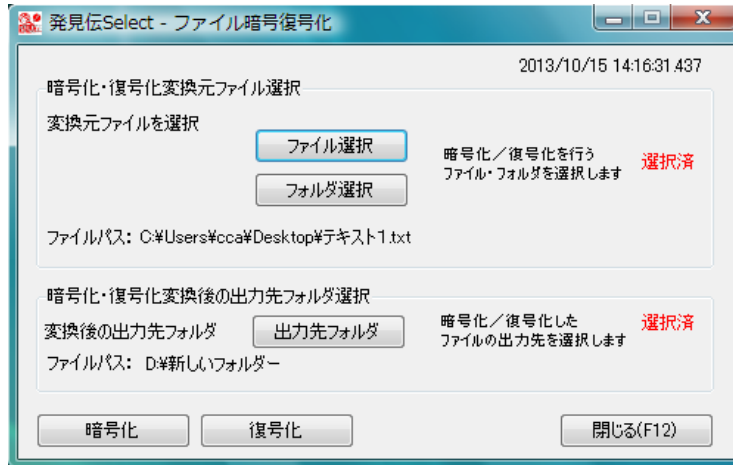 発見伝Select - ファイル暗号復号化
2013/10/15 14:16:31.437
暗号化・復号化変換元ファイル選択
変換元ファイルを選択
ファイル選択
フォルダ選択
暗号化／復号化を行う
ファイル・フォルダを選択します
選択済
ファイルパス: C:¥Users¥cca¥Desktop¥テキスト1.txt
暗号化・復号化変換後の出力先フォルダ選択
変換後の出力先フォルダ
出力先フォルダ
暗号化／復号化した
ファイルの出力先を選択します
選択済
ファイルパス: D:¥新しいフォルダー
暗号化
復号化
閉じる(F12)